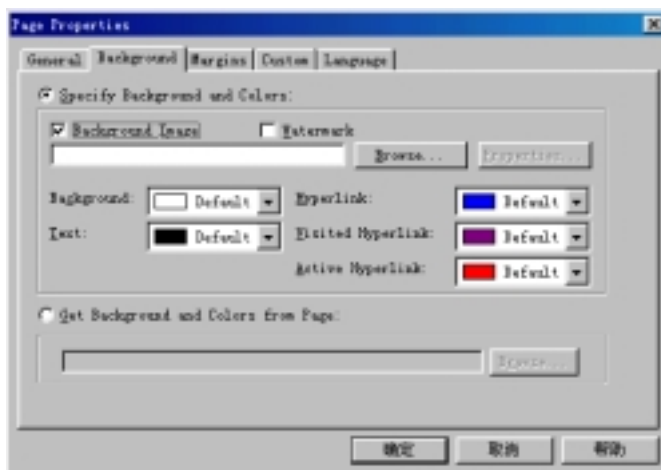 Page Properties
General Background Margins Custom Language
Specify Background and Colors:
Background Image Watermark
Browse... Properties...
Background: Default Hyperlink: Default
Text: Default Visited Hyperlink: Default
Active Hyperlink: Default
Get Background and Colors from Page:
Browse...
确定 取消 帮助